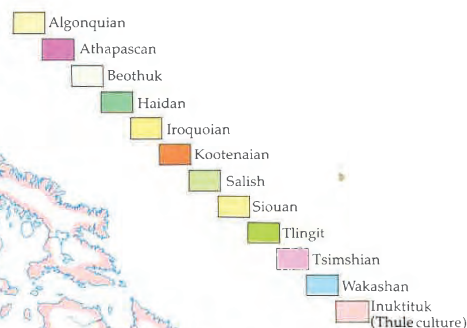 Algonquian
Athapascan
Beothuk
Haidan
Iroquoian
Kootenaian
Salish
Siouan
Tlingit
Tsimshian
Wakashan
Inuktituk
(Thule culture)